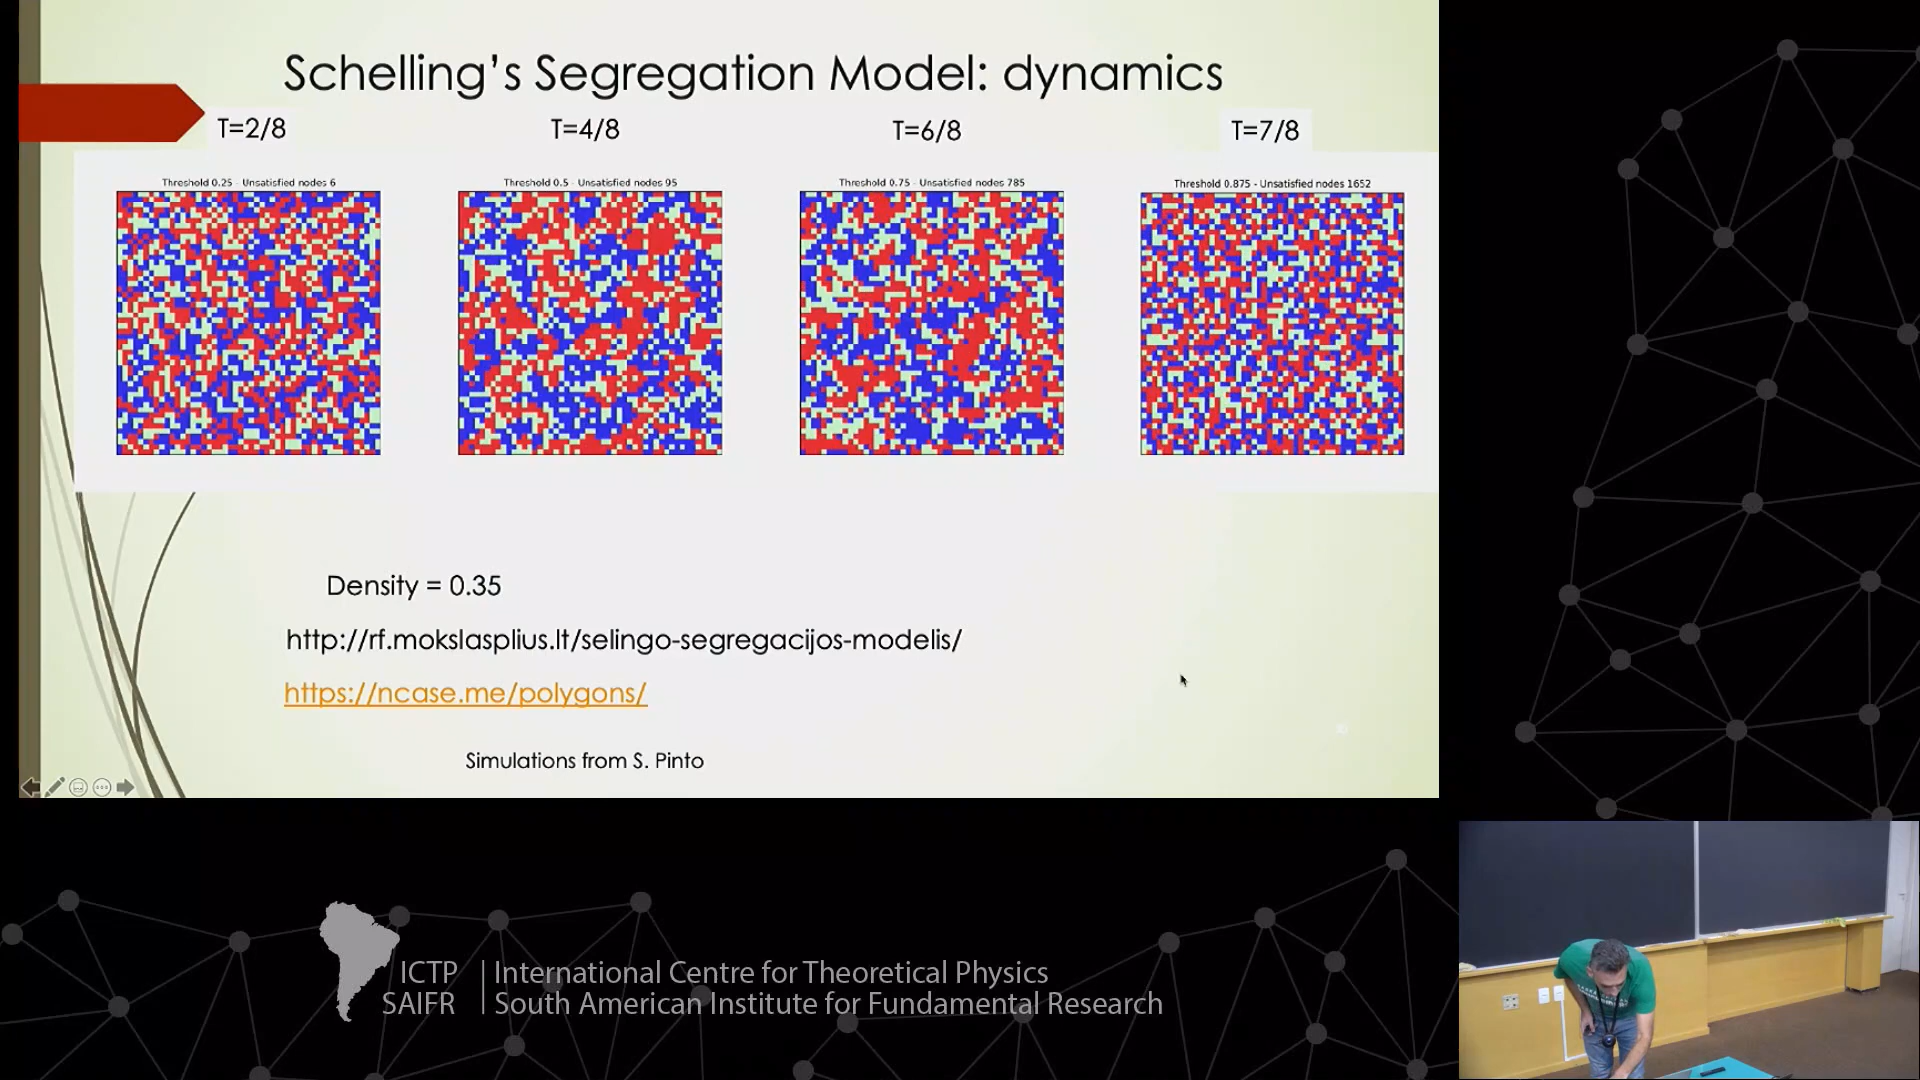 Schelling's Segregation Model: dynamics
T=2/8
T=4/8
T=6/8
T=7/8
Threshold 0.25 - Unsatisfied nodes 6
Threshold 0.5 - Unsatisfied nodes 95
Threshold 0.75 - Unsatisfied nodes 785
Threshold 0.875 - Unsatisfied nodes 1652
Density = 0.35
http://rf.mokslasplius.lt/selingo-segregacijos-modelis/
https://ncase.me/polygons/
Simulations from S. Pinto
ICTP
SAIFR
International Centre for Theoretical Physics
South American Institute for Fundamental Research